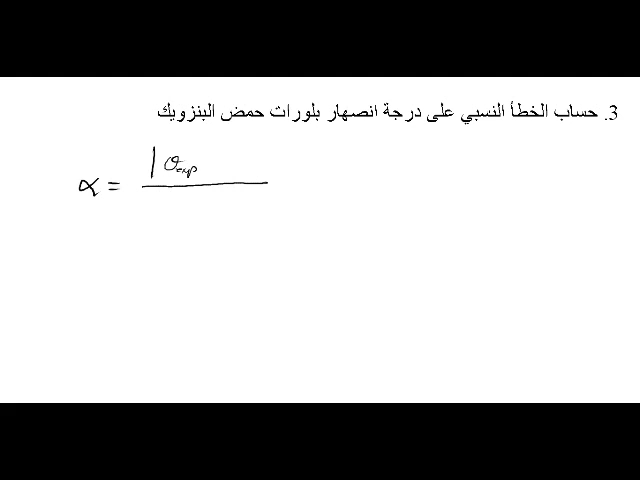 3. حساب الخطأ النسبي على درجة انصهار بلورات حمض البنزويك
α = | θexp